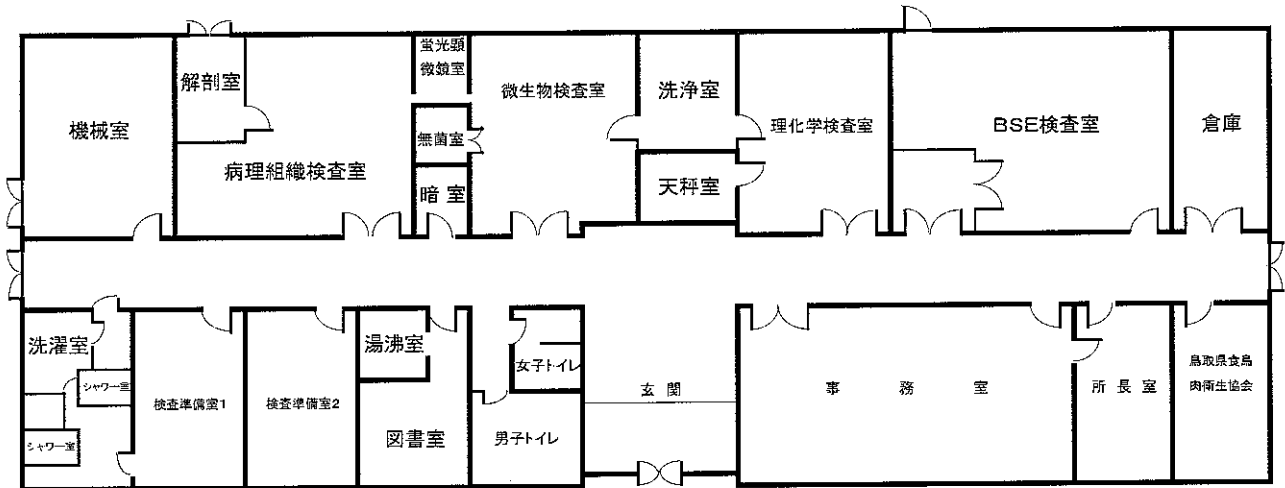 機械室
解剖室
病理組織検査室
蛍光顕
微鏡室
無菌室
暗室
微生物検査室
洗浄室
天秤室
理化学検査室
BSE検査室
倉庫
洗濯室
シャワー室
シャワー室
検査準備室1
検査準備室2
湯沸室
図書室
女子トイレ
男子トイレ
玄関
事務室
所長室
鳥取県食鳥
肉衛生協会